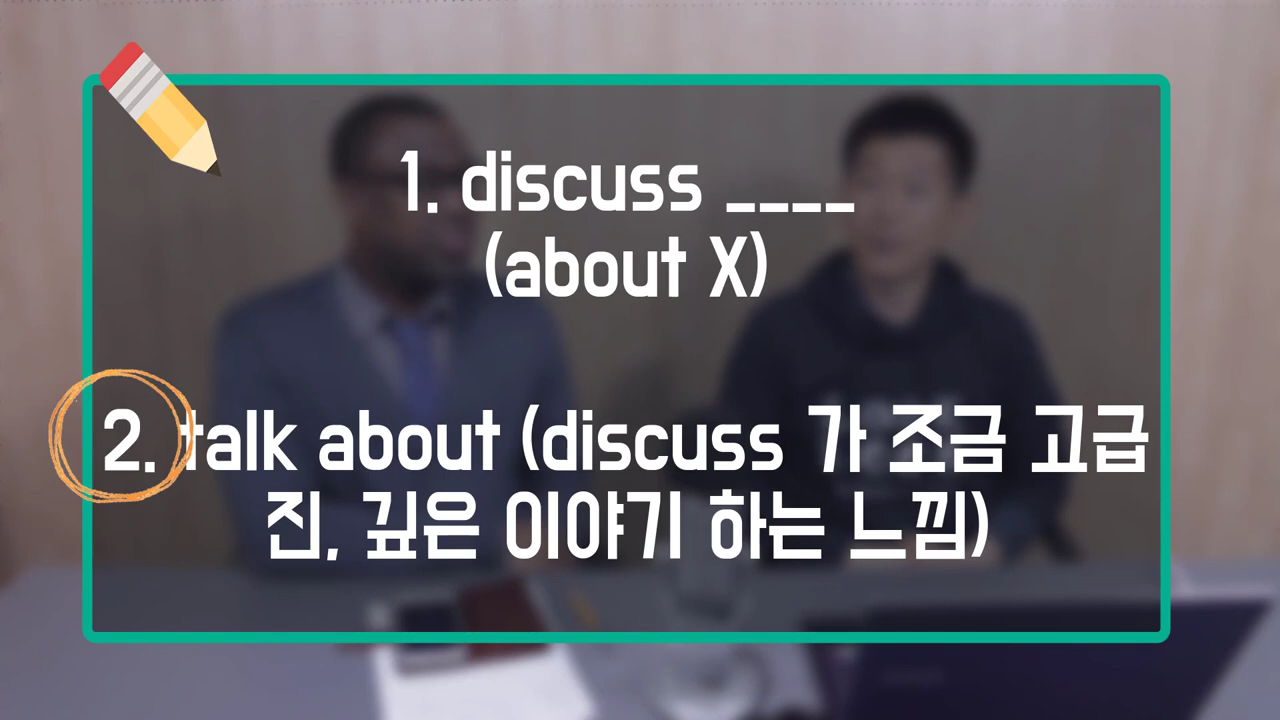 1. discuss ____
(about X)
2. talk about (discuss 가 조금 고급
진, 깊은 이야기 하는 느낌)